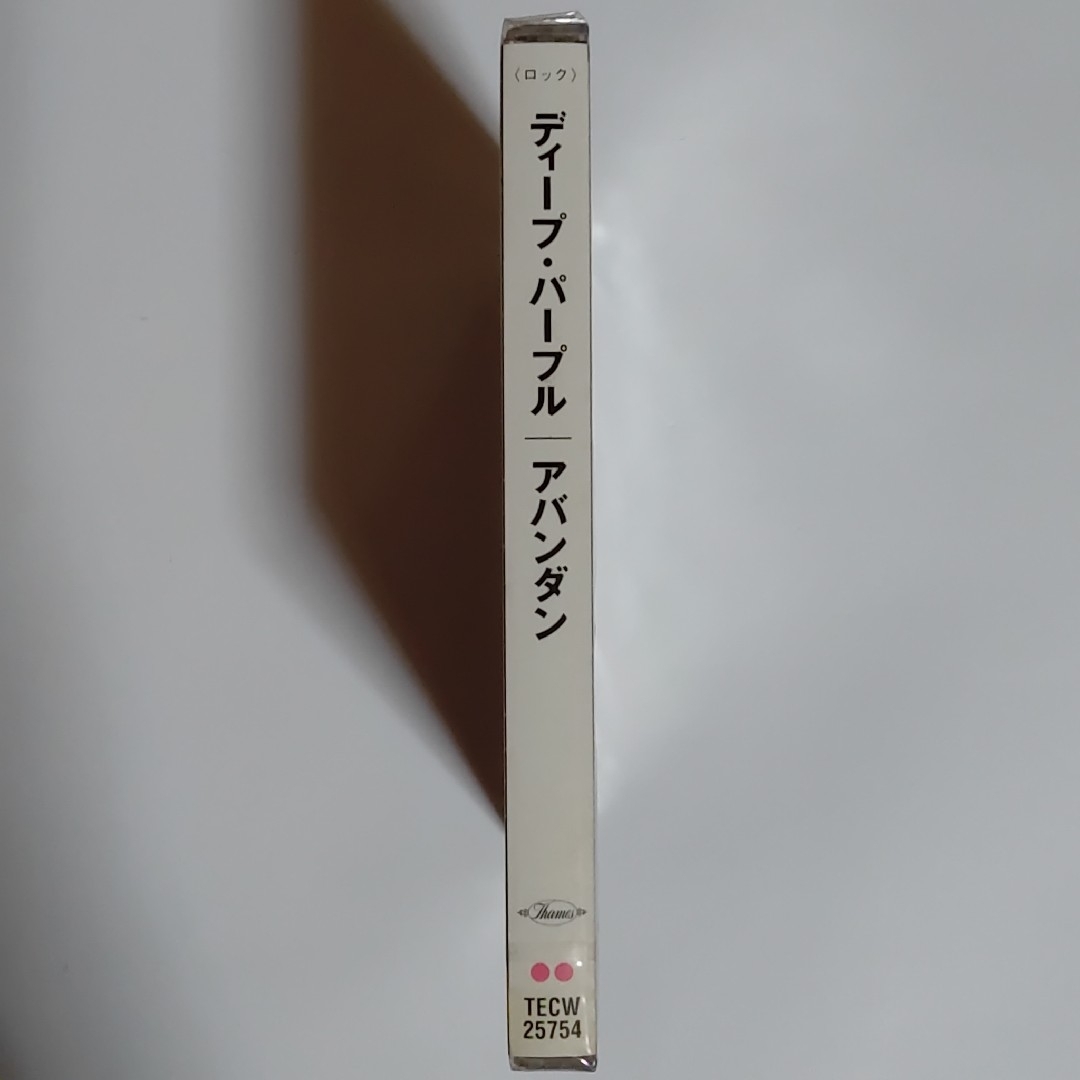 〈ロック〉
ディープ・パープル
アバンダン
Thames
TECW
25754